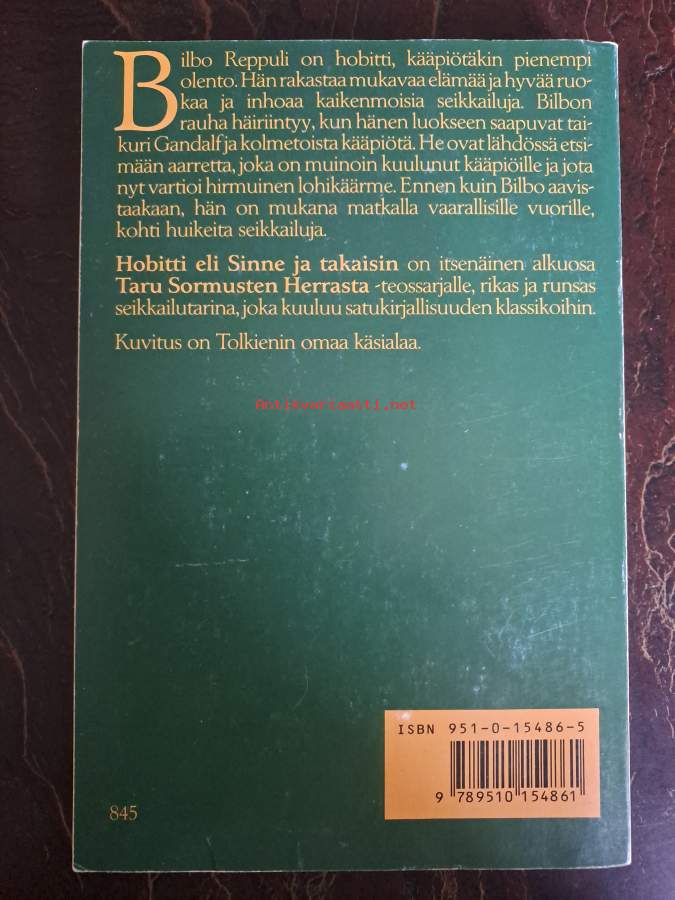 Bilbo Reppuli on hobitti, kääpiötäkin pienempi
olento. Hän rakastaa mukavaa elämää ja hyvää ruo-
kaa ja inhoaa kaikenmoisia seikkailuja. Bilbon
rauha häiriintyy, kun hänen luokseen saapuvat tai-
kuri Gandalf ja kolmetoista kääpiötä. He ovat lähdössä etsi-
mään aarretta, joka on muinoin kuulunut kääpiöille ja jota
nyt vartioi hirmuinen lohikäärme. Ennen kuin Bilbo aavis-
taakaan, hän on mukana matkalla vaarallisille vuorille,
kohti huikeita seikkailuja.
Hobitti eli Sinne ja takaisin on itsenäinen alkuosa
Taru Sormusten Herrasta -teossarjalle, rikas ja runsas
seikkailutarina, joka kuuluu satukirjallisuuden klassikoihin.
Kuvitus on Tolkienin omaa käsialaa.
Antikvariaatti.net
ISBN 951-0-15486-5
9 789510 154861
845